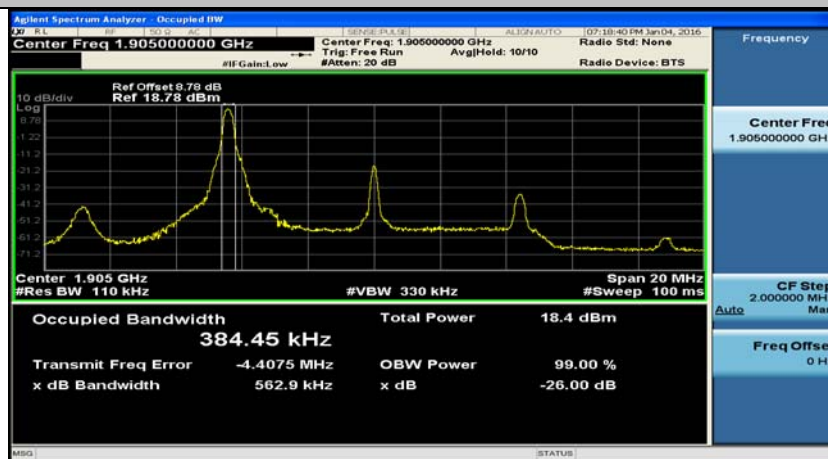 Agilent Spectrum Analyzer - Occupied BW
LXI RL RF 50 Ω AC SENSE:PULSE ALIGN AUTO 07:18:40 PM Jan 04, 2016
Center Freq 1.905000000 GHz Center Freq: 1.905000000 GHz Radio Std: None
Trig: Free Run Avg|Hold: 10/10
#IFGain:Low #Atten: 20 dB Radio Device: BTS
Ref Offset 8.78 dB
10 dB/div Ref 18.78 dBm
Log
8.78
-1.22
-11.2
-21.2
-31.2
-41.2
-51.2
-61.2
-71.2
Center 1.905 GHz Span 20 MHz
#Res BW 110 kHz #VBW 330 kHz #Sweep 100 ms
Occupied Bandwidth Total Power 18.4 dBm
384.45 kHz
Transmit Freq Error -4.4075 MHz OBW Power 99.00 %
x dB Bandwidth 562.9 kHz x dB -26.00 dB
MSG STATUS
Frequency
Center Freq
1.905000000 GH
CF Step
2.000000 MH
Auto Ma
Freq Offse
0 H